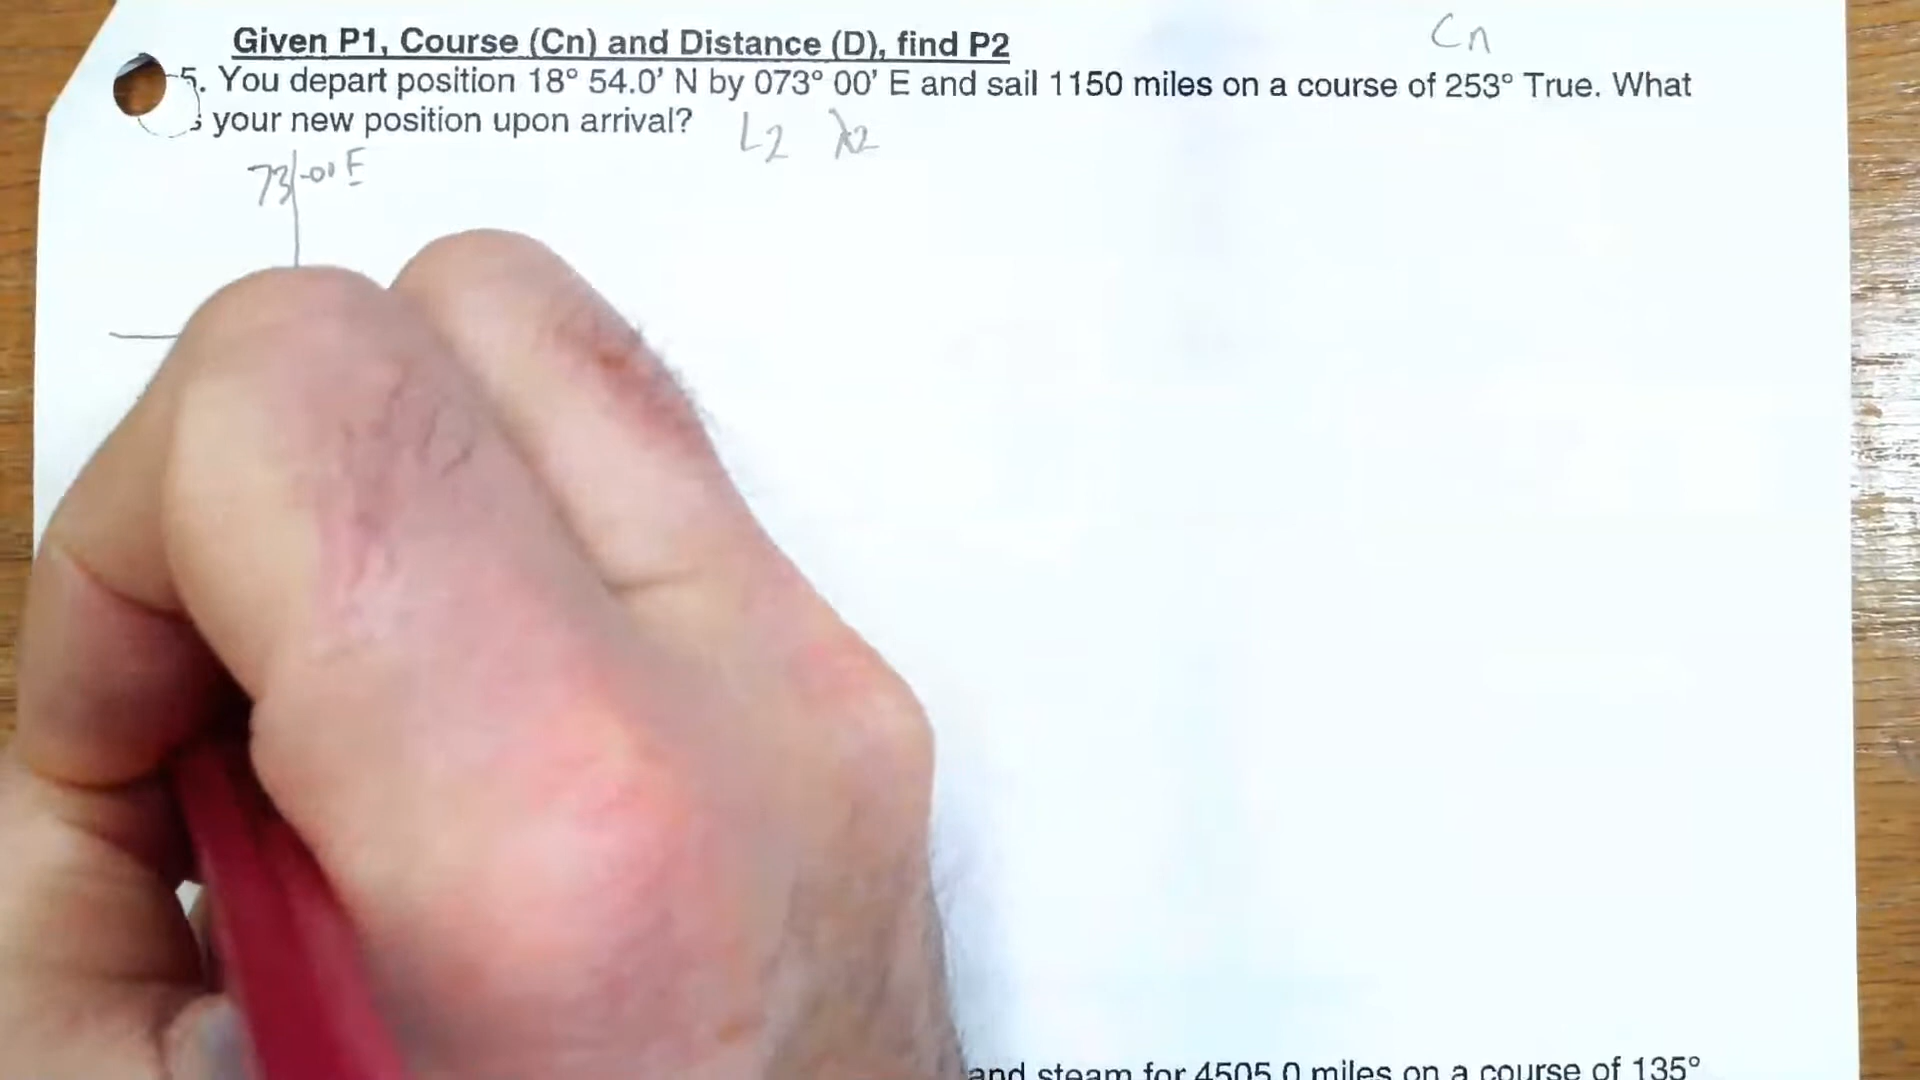 Cn
Given P1, Course (Cn) and Distance (D), find P2
5. You depart position 18° 54.0’ N by 073° 00’ E and sail 1150 miles on a course of 253° True. What
your new position upon arrival? L2 λ2
73-00' E
and steam for 4505.0 miles on a course of 135°